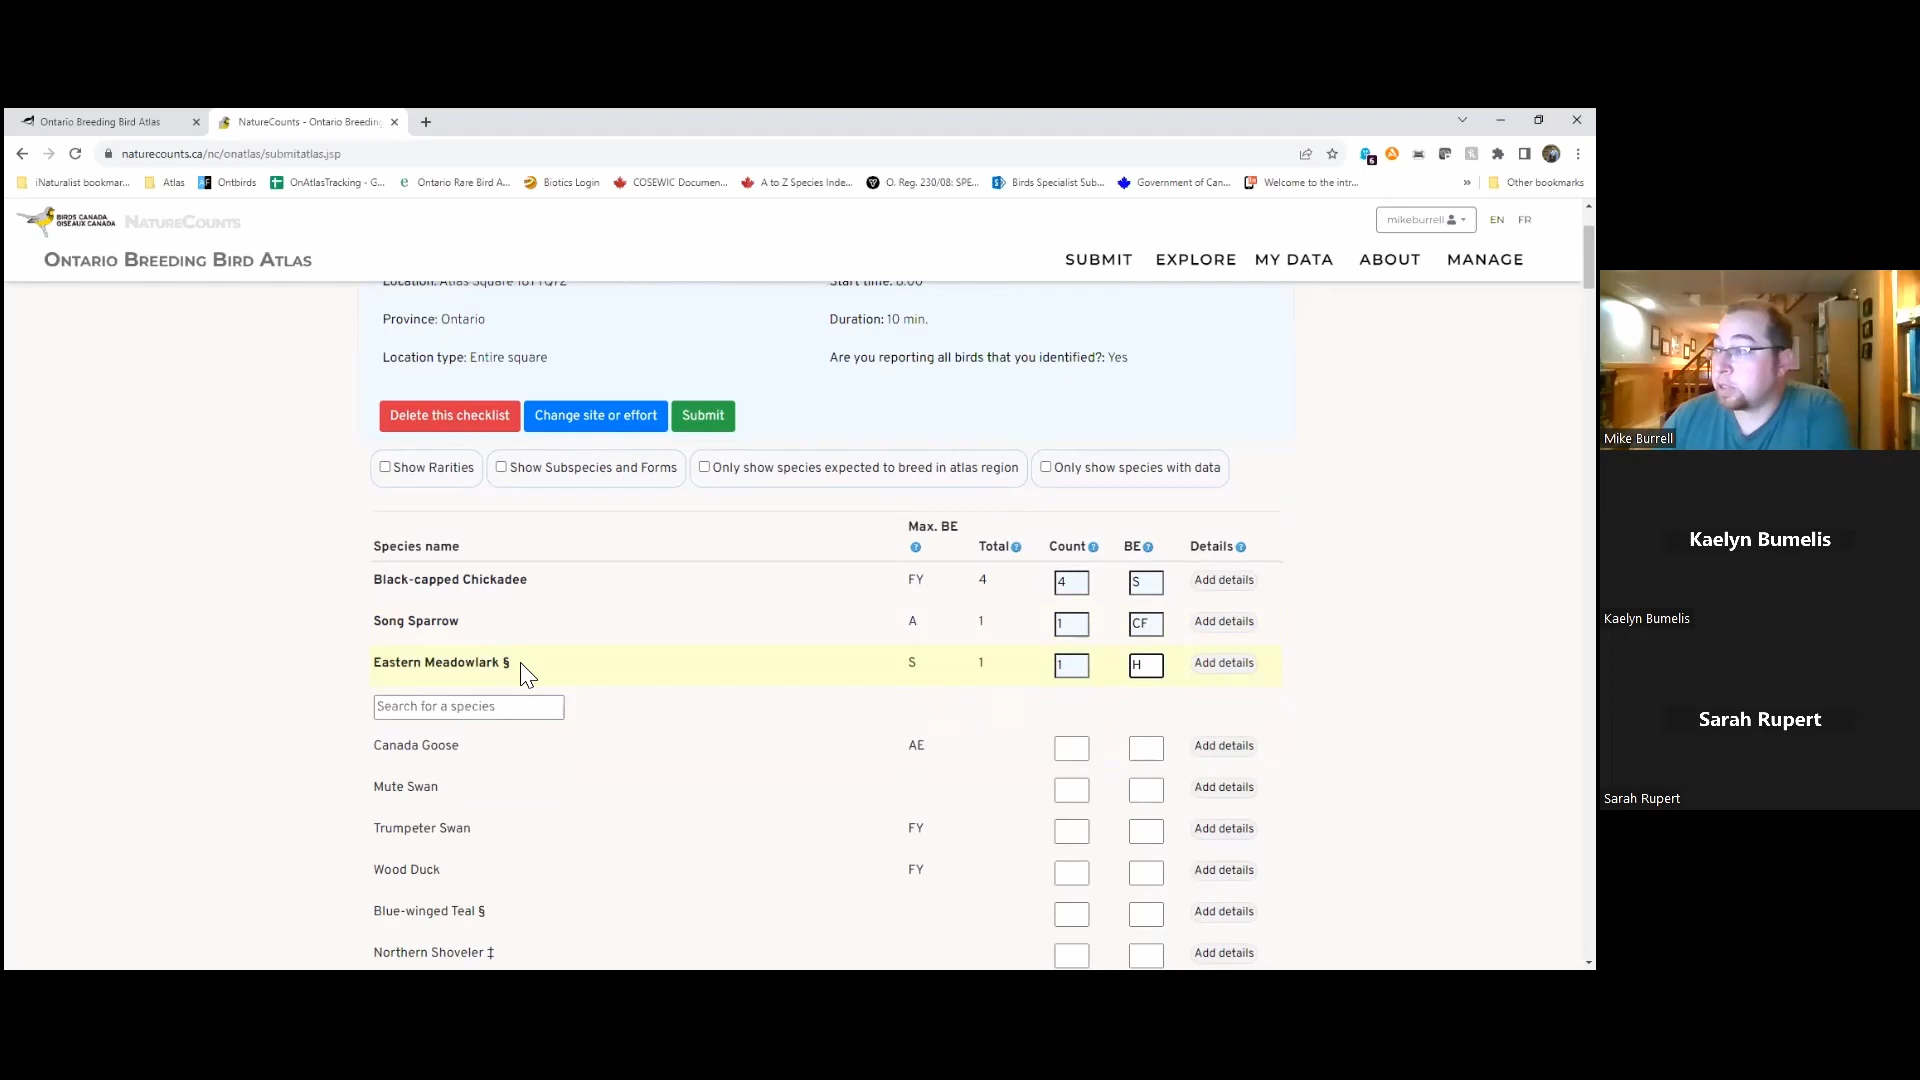 Ontario Breeding Bird Atlas
NatureCounts - Ontario Breeding
naturecounts.ca/nc/onatlas/submitatlas.jsp
6
iNaturalist bookmar... Atlas Ontbirds OnAtlasTracking - G... Ontario Rare Bird A... Biotics Login COSEWIC Documen... A to Z Species Inde... O. Reg. 230/08: SPE... Birds Specialist Sub... Government of Can... Welcome to the intr... » Other bookmarks
BIRDS CANADA
OISEAUX CANADA
NATURECOUNTS
mikeburrell
EN FR
ONTARIO BREEDING BIRD ATLAS
SUBMIT EXPLORE MY DATA ABOUT MANAGE
Province: Ontario Duration: 10 min.
Location type: Entire square Are you reporting all birds that you identified?: Yes
Delete this checklist Change site or effort Submit
Show Rarities Show Subspecies and Forms Only show species expected to breed in atlas region Only show species with data
Species name Max. BE ? Total ? Count ? BE ? Details ?
Black-capped Chickadee FY 4 4 S Add details
Song Sparrow A 1 1 CF Add details
Eastern Meadowlark § S 1 1 H Add details
Search for a species
Canada Goose AE Add details
Mute Swan Add details
Trumpeter Swan FY Add details
Wood Duck FY Add details
Blue-winged Teal § Add details
Northern Shoveler ‡ Add details
Mike Burrell
Kaelyn Bumelis
Kaelyn Bumelis
Sarah Rupert
Sarah Rupert